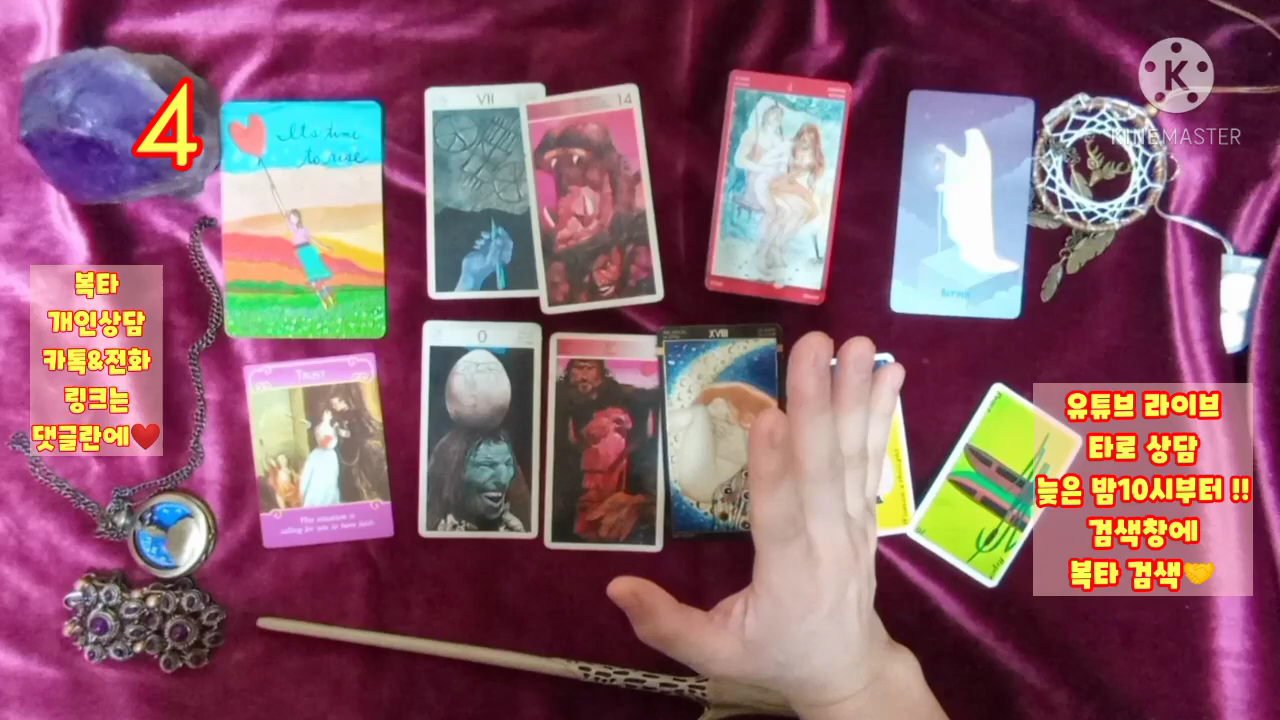 4
It's time
to rise
VII
14
KINEMASTER
복타
개인상담
카톡&전화
링크는
댓글란에❤️
TRUST
This situation is
calling for you to have faith
0
XVIII
유튜브 라이브
타로 상담
늦은 밤10시부터 !!
검색창에
복타 검색🤝